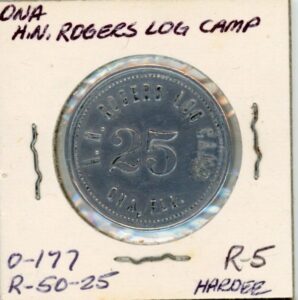 ONA
H.N. ROGERS LOG CAMP
H. N. ROGERS LOG CAMP
25
ONA, FLA.
O-177
R-50-25
R-5
HARDEE